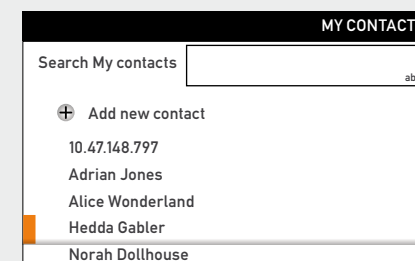 MY CONTACT
Search My contacts
ab
Add new contact
10.47.148.797
Adrian Jones
Alice Wonderland
Hedda Gabler
Norah Dollhouse